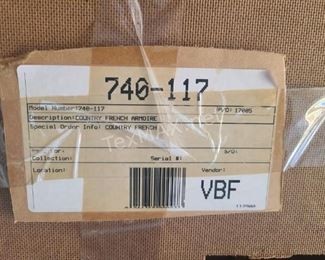 740-117
Model Number: 740-117 P/O: 17005
Description: COUNTRY FRENCH ARMOIRE
Special Order Info: COUNTRY FRENCH
S/O:
Collection: Serial #:
Location: Vendor:
VBF